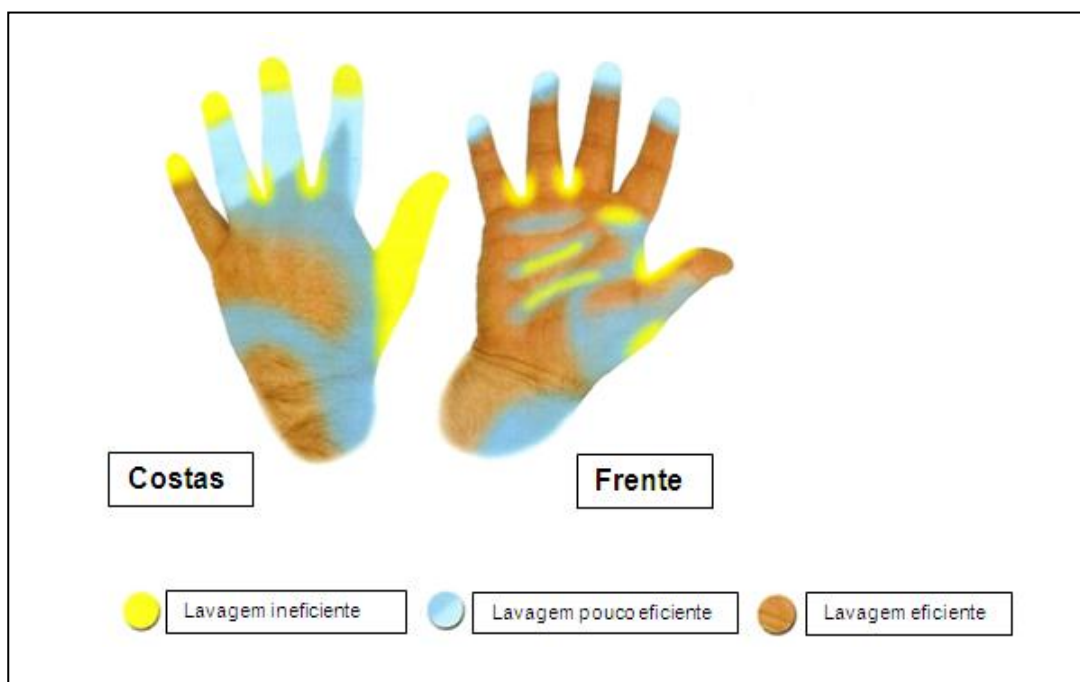 Costas
Frente
Lavagem ineficiente
Lavagem pouco eficiente
Lavagem eficiente